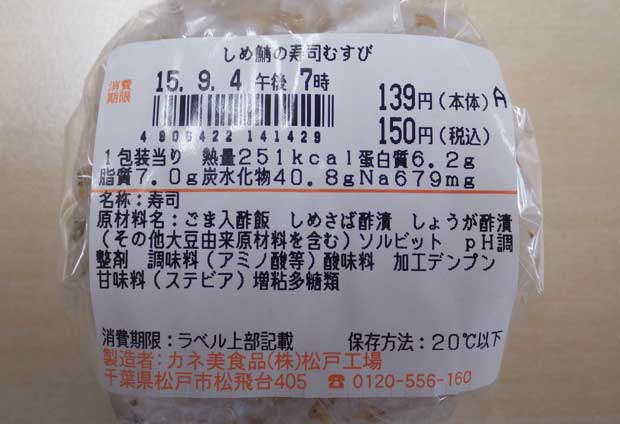 しめ鯖の寿司むすび
消費期限 15.9.4午後7時
139円(本体) A
4 906422 141429
150円(税込)
1包装当り 熱量251kcal蛋白質6.2g
脂質7.0g炭水化物40.8gNa679mg
名称:寿司
原材料名:ごま入酢飯 しめさば酢漬 しょうが酢漬
(その他大豆由来原材料を含む)ソルビット pH調
整剤 調味料(アミノ酸等)酸味料 加工デンプン
甘味料(ステビア)増粘多糖類
消費期限:ラベル上部記載 保存方法:20℃以下
製造者:カネ美食品(株)松戸工場
千葉県松戸市松飛台405 ☎ 0120-556-160